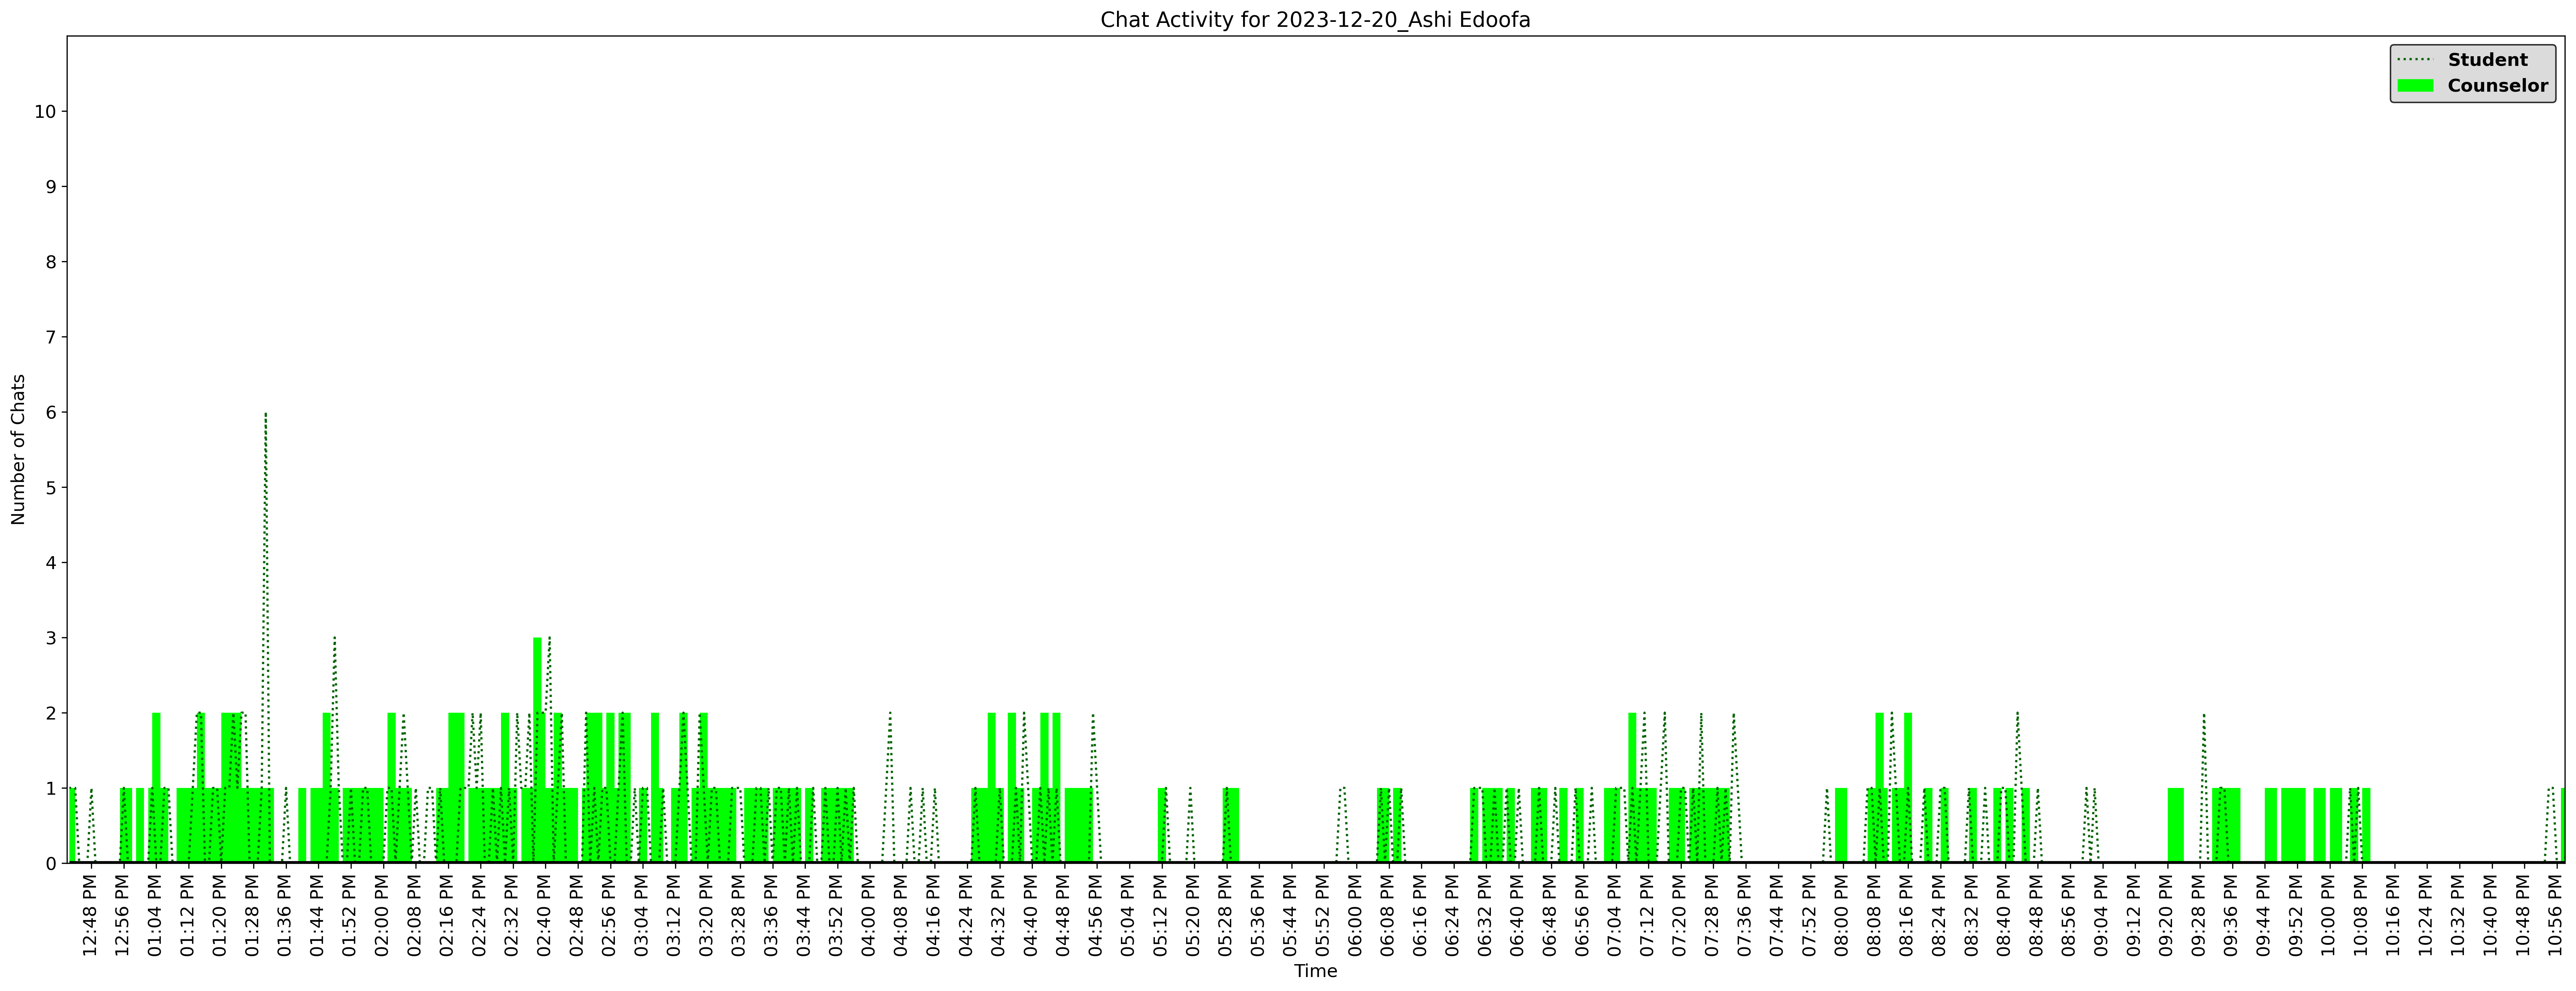 Chat Activity for 2023-12-20_Ashi Edoofa
Student
Counselor
Number of Chats
10
9
8
7
6
5
4
3
2
1
0
12:48 PM
12:56 PM
01:04 PM
01:12 PM
01:20 PM
01:28 PM
01:36 PM
01:44 PM
01:52 PM
02:00 PM
02:08 PM
02:16 PM
02:24 PM
02:32 PM
02:40 PM
02:48 PM
02:56 PM
03:04 PM
03:12 PM
03:20 PM
03:28 PM
03:36 PM
03:44 PM
03:52 PM
04:00 PM
04:08 PM
04:16 PM
04:24 PM
04:32 PM
04:40 PM
04:48 PM
04:56 PM
05:04 PM
05:12 PM
05:20 PM
05:28 PM
05:36 PM
05:44 PM
05:52 PM
06:00 PM
06:08 PM
06:16 PM
06:24 PM
06:32 PM
06:40 PM
06:48 PM
06:56 PM
07:04 PM
07:12 PM
07:20 PM
07:28 PM
07:36 PM
07:44 PM
07:52 PM
08:00 PM
08:08 PM
08:16 PM
08:24 PM
08:32 PM
08:40 PM
08:48 PM
08:56 PM
09:04 PM
09:12 PM
09:20 PM
09:28 PM
09:36 PM
09:44 PM
09:52 PM
10:00 PM
10:08 PM
10:16 PM
10:24 PM
10:32 PM
10:40 PM
10:48 PM
10:56 PM
Time